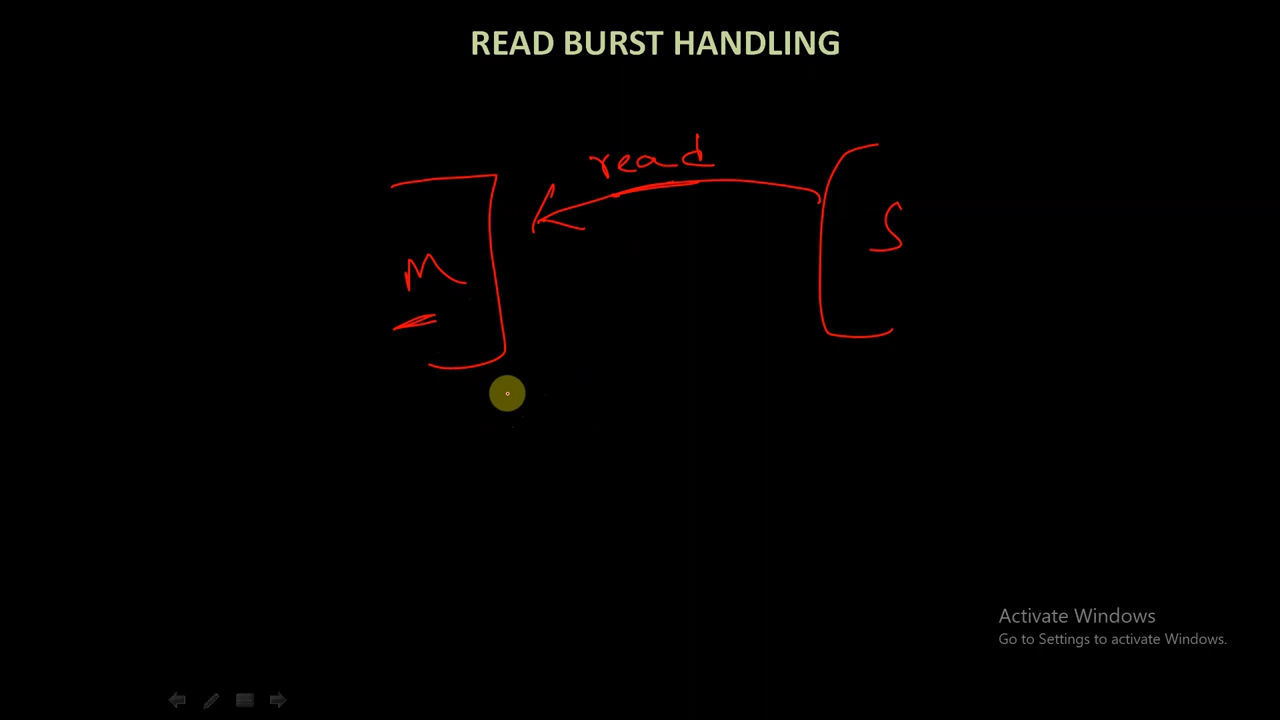 READ BURST HANDLING
read
S
M
Activate Windows
Go to Settings to activate Windows.